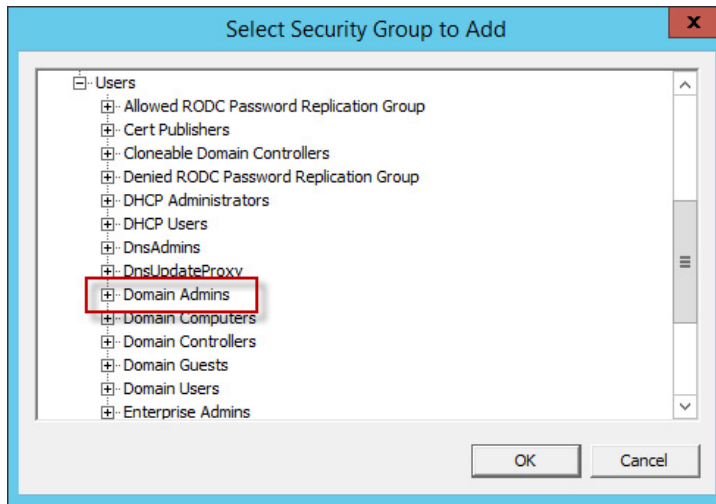 Select Security Group to Add
x
Users
Allowed RODC Password Replication Group
Cert Publishers
Cloneable Domain Controllers
Denied RODC Password Replication Group
DHCP Administrators
DHCP Users
DnsAdmins
DnsUpdateProxy
Domain Admins
Domain Computers
Domain Controllers
Domain Guests
Domain Users
Enterprise Admins
OK Cancel